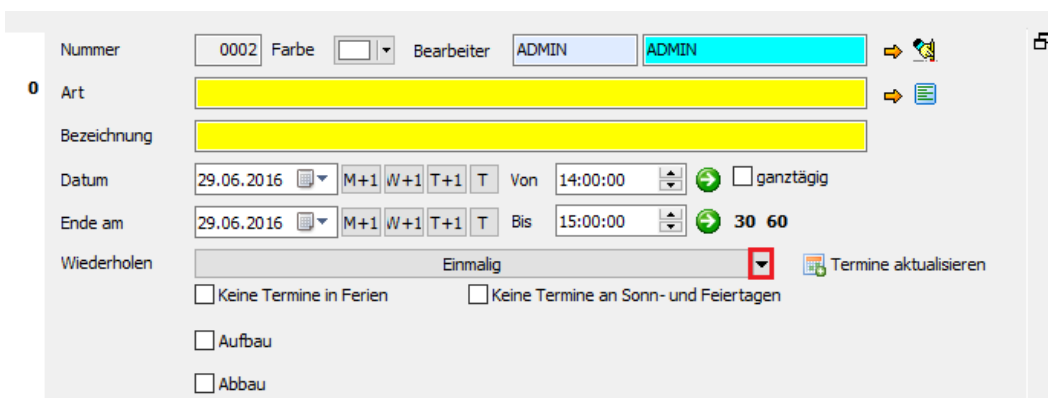 Nummer 0002 Farbe Bearbeiter ADMIN ADMIN
0 Art
Bezeichnung
Datum 29.06.2016 M+1 W+1 T+1 T Von 14:00:00 ganztägig
Ende am 29.06.2016 M+1 W+1 T+1 T Bis 15:00:00 30 60
Wiederholen Einmalig Termine aktualisieren
Keine Termine in Ferien Keine Termine an Sonn- und Feiertagen
Aufbau
Abbau